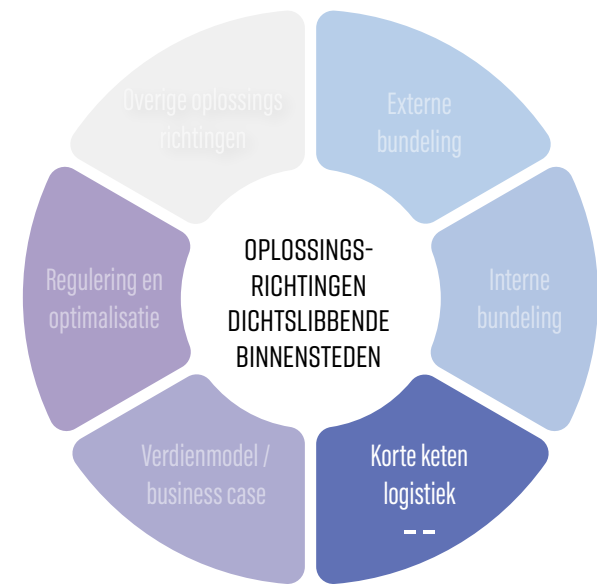 Overige oplossings
richtingen
Externe
bundeling
Regulering en
optimalisatie
OPLOSSINGS-
RICHTINGEN
DICHTSLIBBENDE
BINNENSTEDEN
Interne
bundeling
Verdienmodel /
business case
Korte keten
logistiek